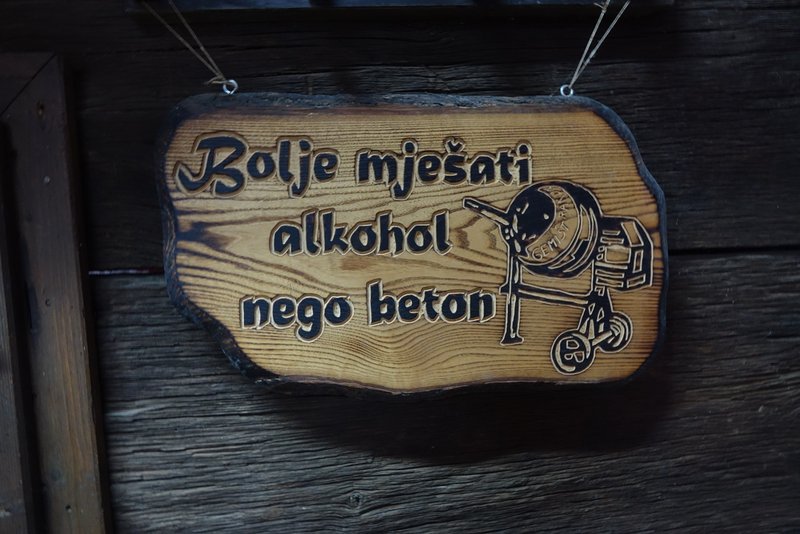 Bolje mješati
alkohol
nego beton